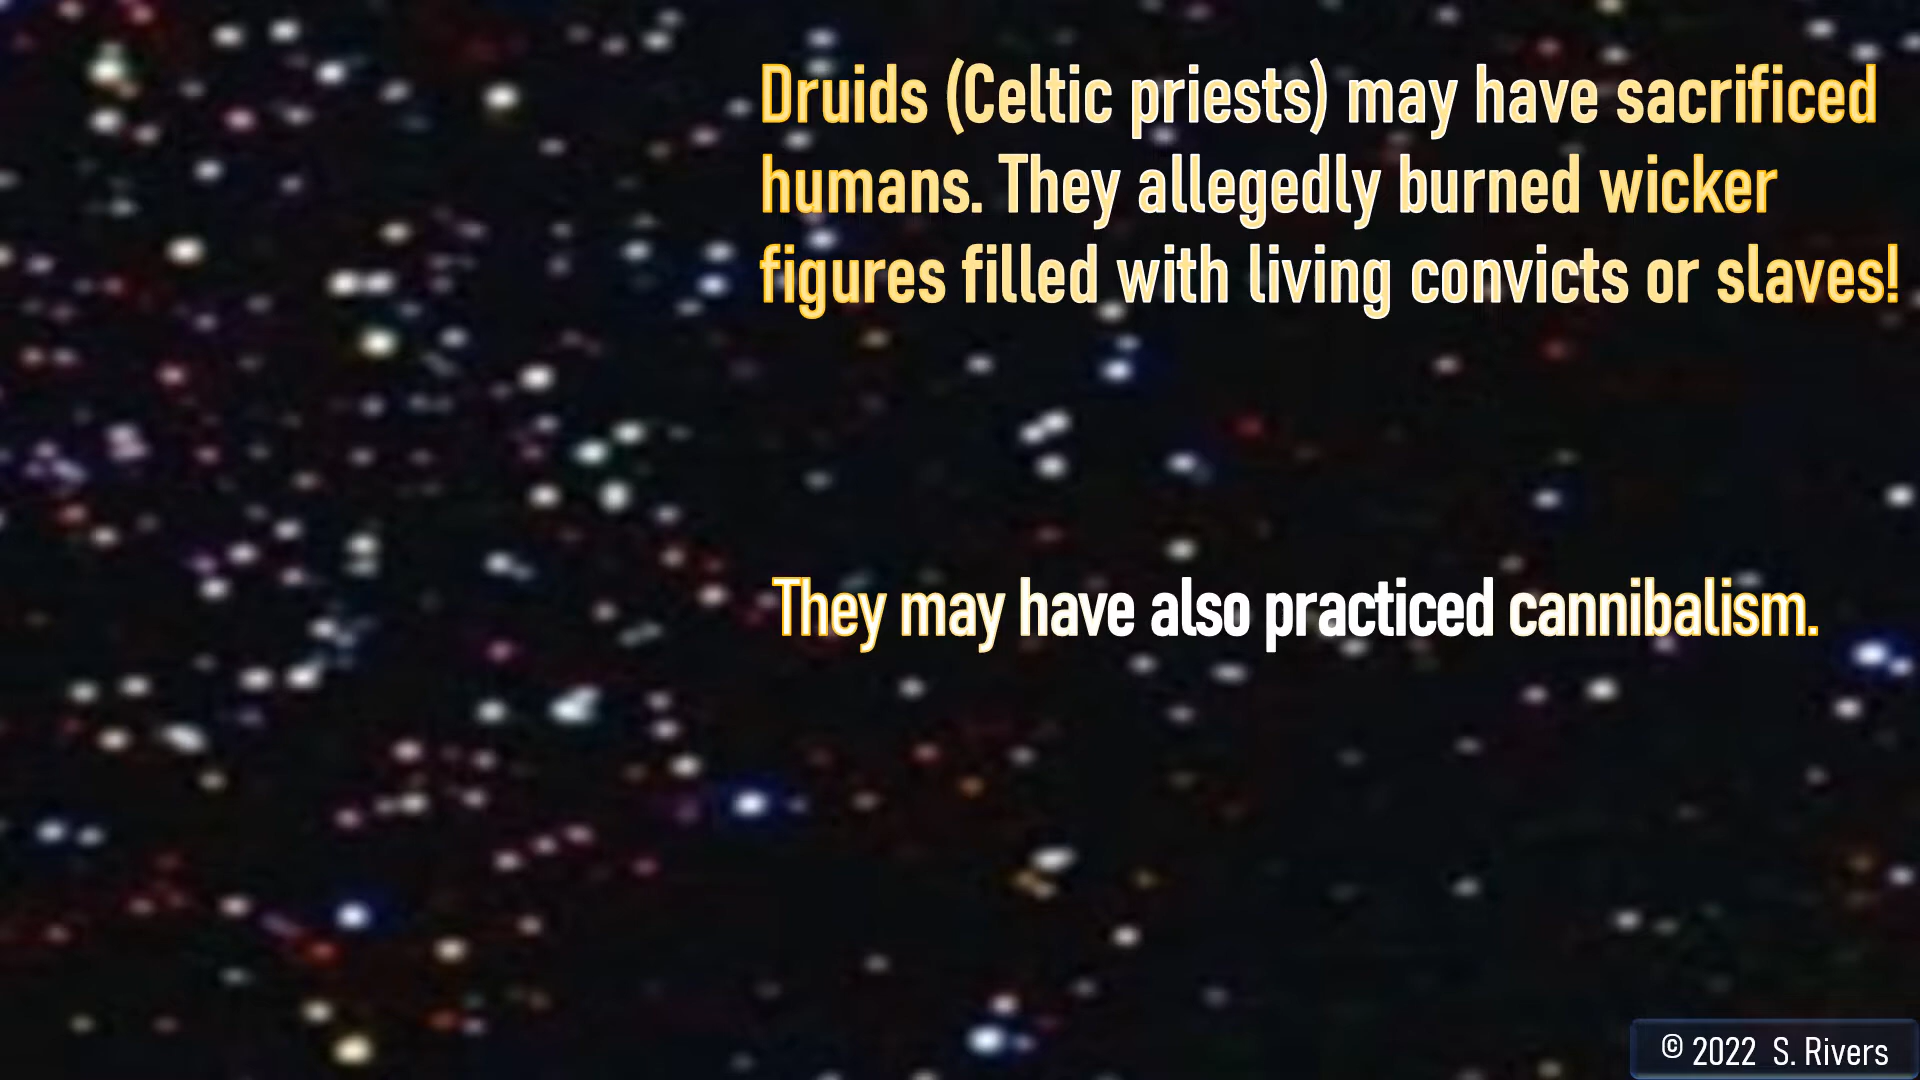 Druids (Celtic priests) may have sacrificed
humans. They allegedly burned wicker
figures filled with living convicts or slaves!
They may have also practiced cannibalism.
© 2022 S. Rivers